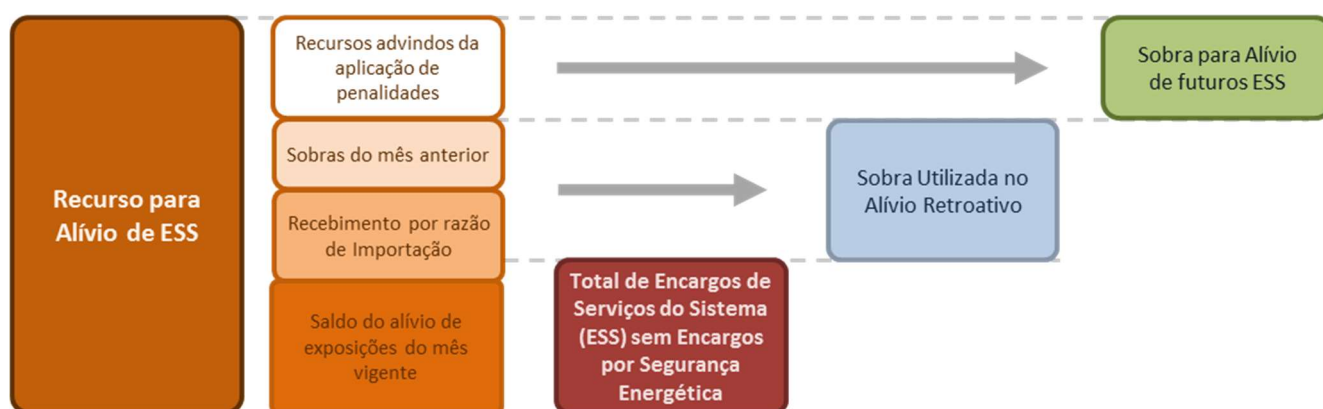 Recurso para
Alívio de ESS
Recursos advindos da
aplicação de
penalidades
Sobras do mês anterior
Recebimento por razão
de Importação
Saldo do alívio de
exposições do mês
vigente
Total de Encargos de
Serviços do Sistema
(ESS) sem Encargos
por Segurança
Energética
Sobra Utilizada no
Alívio Retroativo
Sobra para Alívio
de futuros ESS